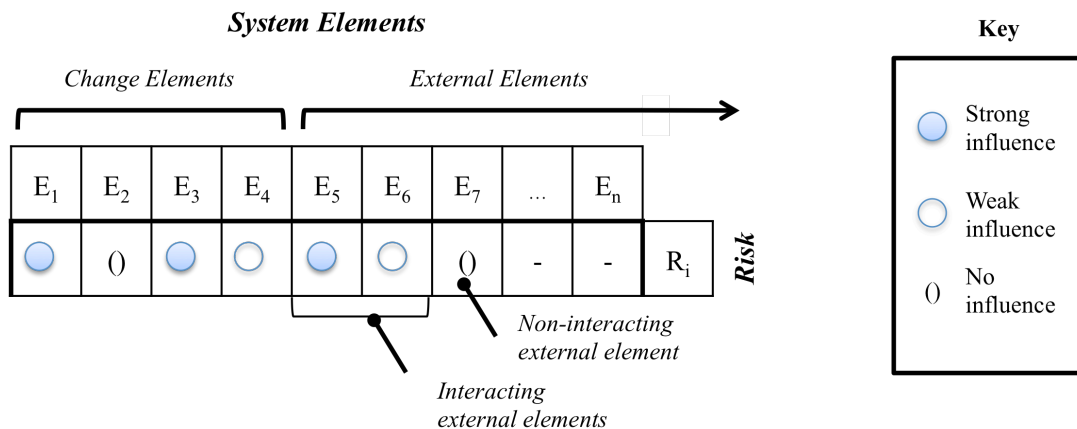 System Elements
Key
Change Elements
External Elements
E1 E2 E3 E4 E5 E6 E7 ... En
() () - - Ri
Risk
Strong
influence
Weak
influence
() No
influence
Non-interacting
external element
Interacting
external elements